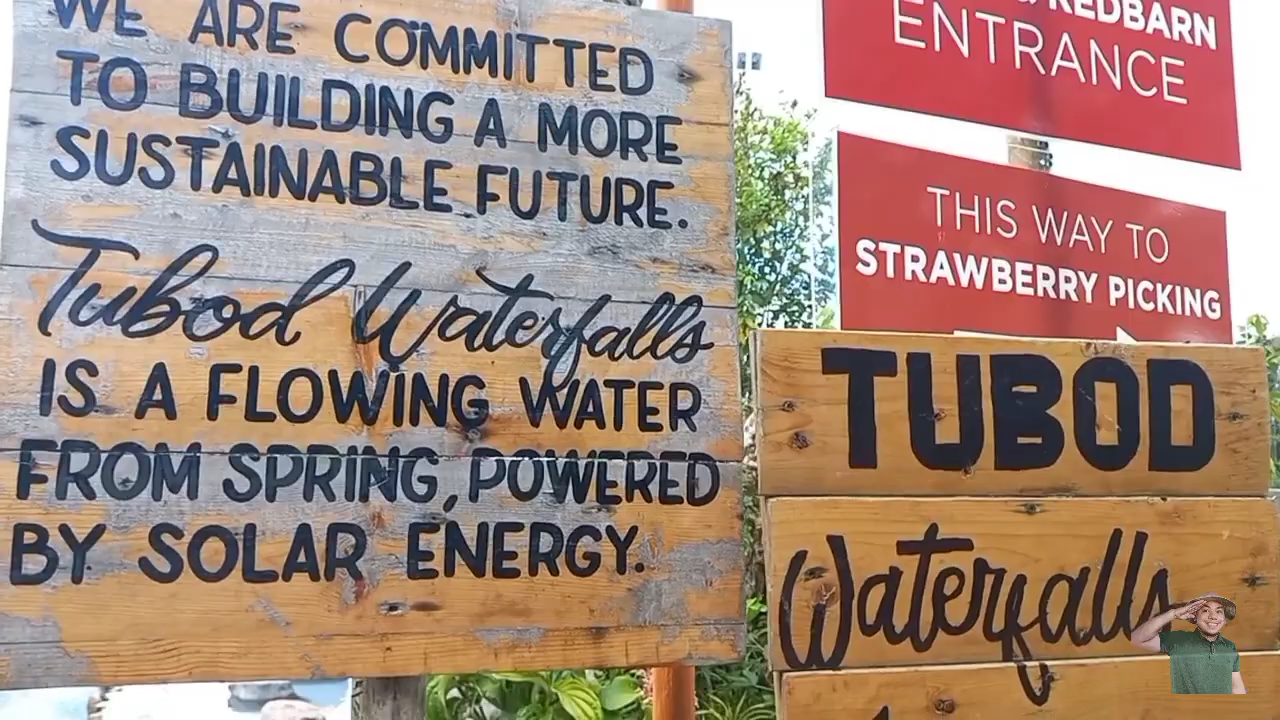 WE ARE COMMITTED
TO BUILDING A MORE
SUSTAINABLE FUTURE.
Tubod Waterfalls
IS A FLOWING WATER
FROM SPRING, POWERED
BY SOLAR ENERGY.
REDBARN
ENTRANCE
THIS WAY TO
STRAWBERRY PICKING
TUBOD
Waterfalls